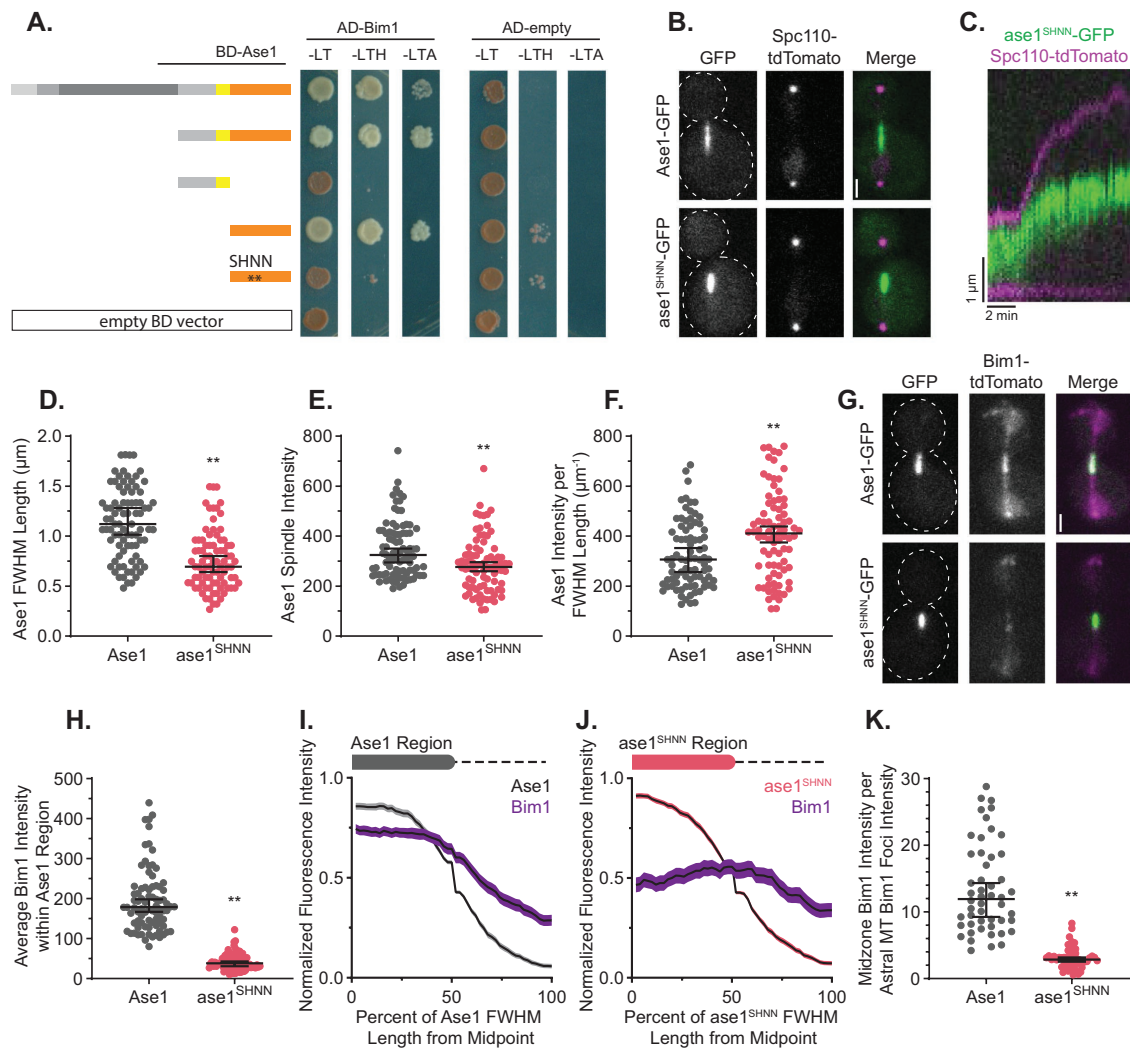 A.
BD-Ase1
AD-Bim1
AD-empty
-LT -LTH -LTA
-LT -LTH -LTA
SHNN
**
empty BD vector
B.
GFP
Spc110-
tdTomato
Merge
Ase1-GFP
ase1SHNN-GFP
C.
ase1SHNN-GFP
Spc110-tdTomato
1 µm
2 min
D.
Ase1 FWHM Length (µm)
2.0
1.5
1.0
0.5
0.0
**
Ase1
ase1SHNN
E.
Ase1 Spindle Intensity
800
600
400
200
0
**
Ase1
ase1SHNN
F.
Ase1 Intensity per
FWHM Length (µm-1)
800
600
400
200
0
**
Ase1
ase1SHNN
G.
GFP
Bim1-
tdTomato
Merge
Ase1-GFP
ase1SHNN-GFP
H.
Average Bim1 Intensity
within Ase1 Region
500
400
300
200
100
50
0
**
Ase1
ase1SHNN
I.
Normalized Fluorescence Intensity
Ase1 Region
Ase1
Bim1
1.0
0.5
0.0
0
50
100
Percent of Ase1 FWHM
Length from Midpoint
J.
Normalized Fluorescence Intensity
ase1SHNN Region
ase1SHNN
Bim1
1.0
0.5
0.0
0
50
100
Percent of ase1SHNN FWHM
Length from Midpoint
K.
Midzone Bim1 Intensity per
Astral MT Bim1 Foci Intensity
30
20
10
0
**
Ase1
ase1SHNN